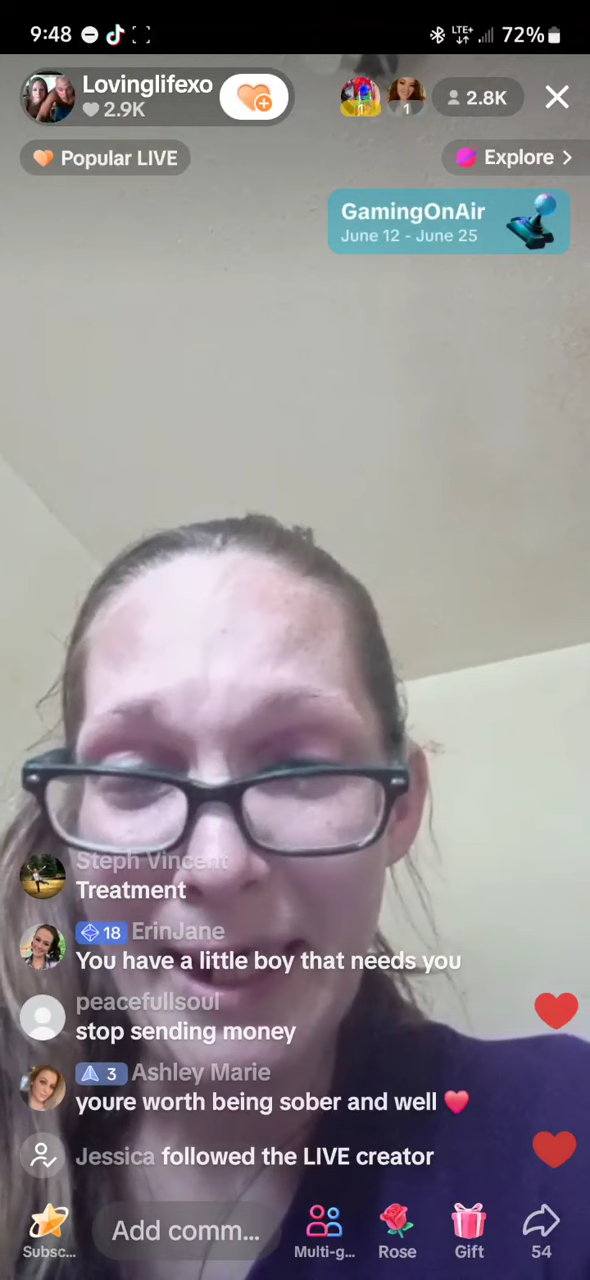 9:48
LTE+
72%
Lovinglifexo
2.9K
1
1
2.8K
Popular LIVE
Explore >
GamingOnAir
June 12 - June 25
Steph Vincent
Treatment
18 ErinJane
You have a little boy that needs you
peacefullsoul
stop sending money
3 Ashley Marie
youre worth being sober and well
Jessica followed the LIVE creator
Subsc...
Add comm...
Multi-g...
Rose
Gift
54